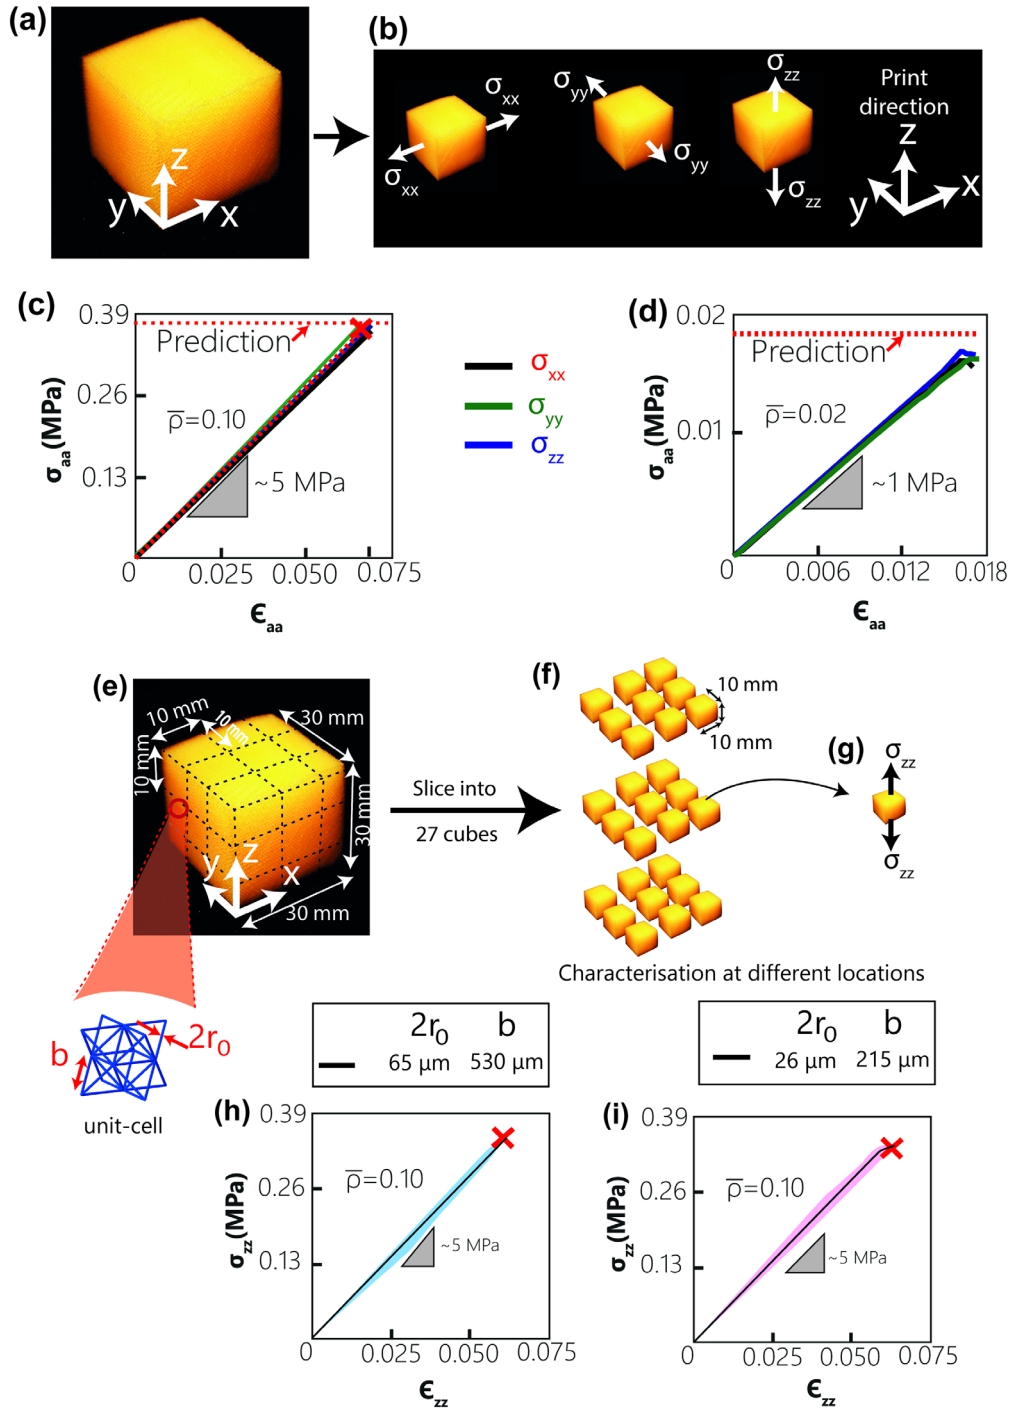 (a)
z
y
x
(b)
σxx
σxx
σyy
σyy
σzz
σzz
Print
direction
z
y
x
(c)
0.39
0.26
0.13
0
0.025
0.050
0.075
σaa(MPa)
ϵaa
Prediction
ρ̅=0.10
~5 MPa
σxx
σyy
σzz
(d)
0.02
0.01
0
0.006
0.012
0.018
σaa(MPa)
ϵaa
Prediction
ρ̅=0.02
~1 MPa
(e)
10 mm
10 mm
10 mm
30 mm
30 mm
30 mm
y
z
x
b
2r0
unit-cell
Slice into
27 cubes
(f)
10 mm
10 mm
(g)
σzz
σzz
Characterisation at different locations
2r0 b
65 μm 530 μm
2r0 b
26 μm 215 μm
(h)
0.39
0.26
0.13
0
0.025
0.050
0.075
σzz(MPa)
ϵzz
ρ̅=0.10
~5 MPa
(i)
0.39
0.26
0.13
0
0.025
0.050
0.075
σzz(MPa)
ϵzz
ρ̅=0.10
~5 MPa